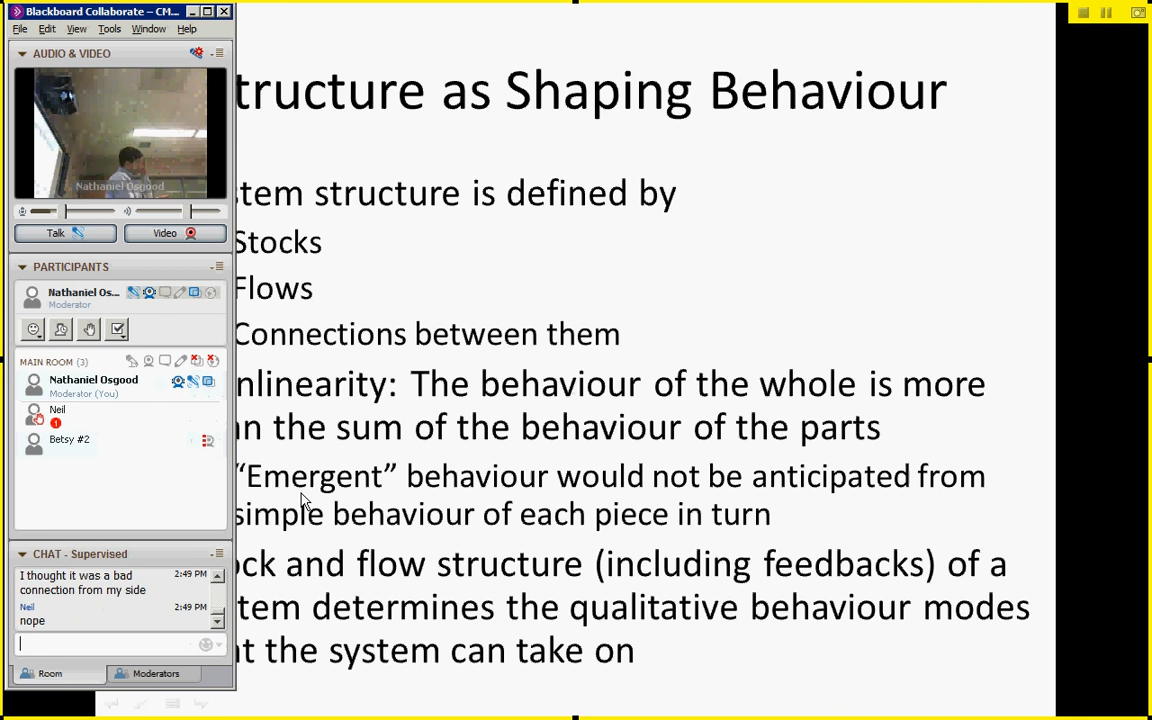 Blackboard Collaborate – CM...
File Edit View Tools Window Help
AUDIO & VIDEO
Nathaniel Osgood
Talk
Video
PARTICIPANTS
Nathaniel Os...
Moderator
MAIN ROOM (3)
Nathaniel Osgood
Moderator (You)
Neil
1
Betsy #2
CHAT - Supervised
I thought it was a bad 2:49 PM
connection from my side
Neil 2:49 PM
nope
Room
Moderators
tructure as Shaping Behaviour
stem structure is defined by
Stocks
Flows
Connections between them
nlinearity: The behaviour of the whole is more
an the sum of the behaviour of the parts
“Emergent” behaviour would not be anticipated from
simple behaviour of each piece in turn
ock and flow structure (including feedbacks) of a
tem determines the qualitative behaviour modes
at the system can take on